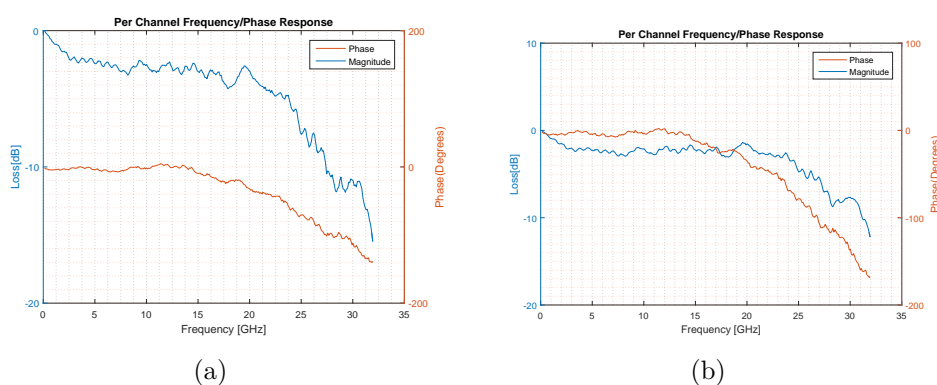 Per Channel Frequency/Phase Response
0
-10
-20
Loss[dB]
Phase
Magnitude
200
0
-200
Phase(Degrees)
0 5 10 15 20 25 30 35
Frequency [GHz]
(a)
Per Channel Frequency/Phase Response
10
0
-10
-20
Loss[dB]
Phase
Magnitude
100
0
-100
-200
Phase(Degrees)
0 5 10 15 20 25 30 35
Frequency [GHz]
(b)